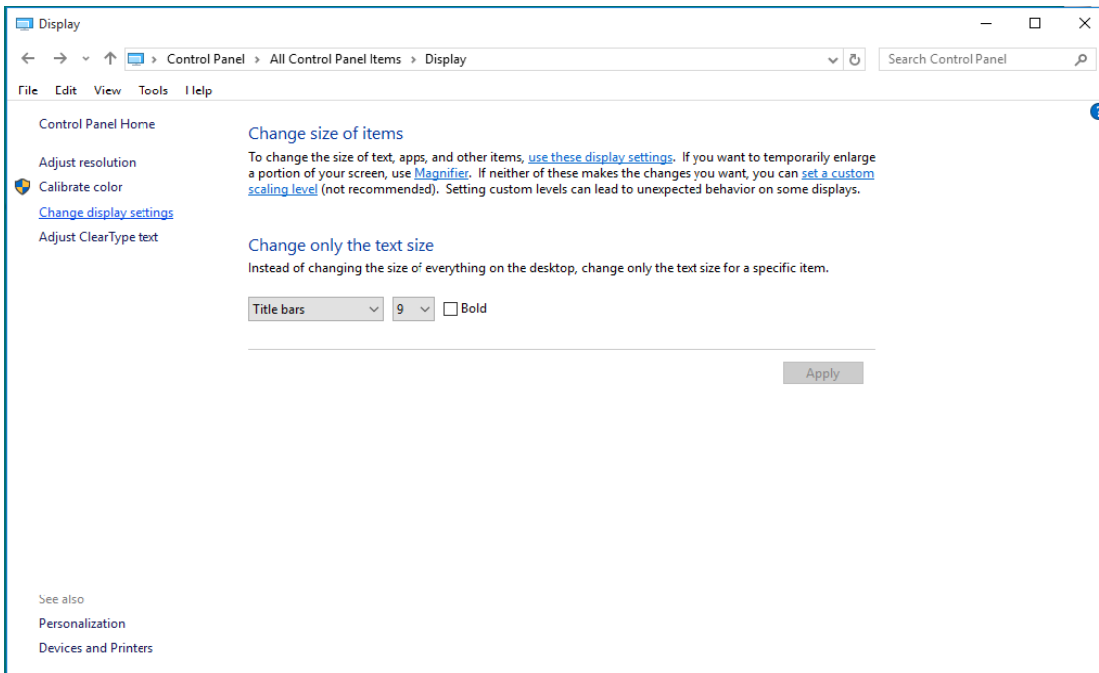 Display
Control Panel > All Control Panel Items > Display
Search Control Panel
File Edit View Tools Help
Control Panel Home
Adjust resolution
Calibrate color
Change display settings
Adjust ClearType text
Change size of items
To change the size of text, apps, and other items, use these display settings. If you want to temporarily enlarge
a portion of your screen, use Magnifier. If neither of these makes the changes you want, you can set a custom
scaling level (not recommended). Setting custom levels can lead to unexpected behavior on some displays.
Change only the text size
Instead of changing the size of everything on the desktop, change only the text size for a specific item.
Title bars 9 Bold
Apply
See also
Personalization
Devices and Printers